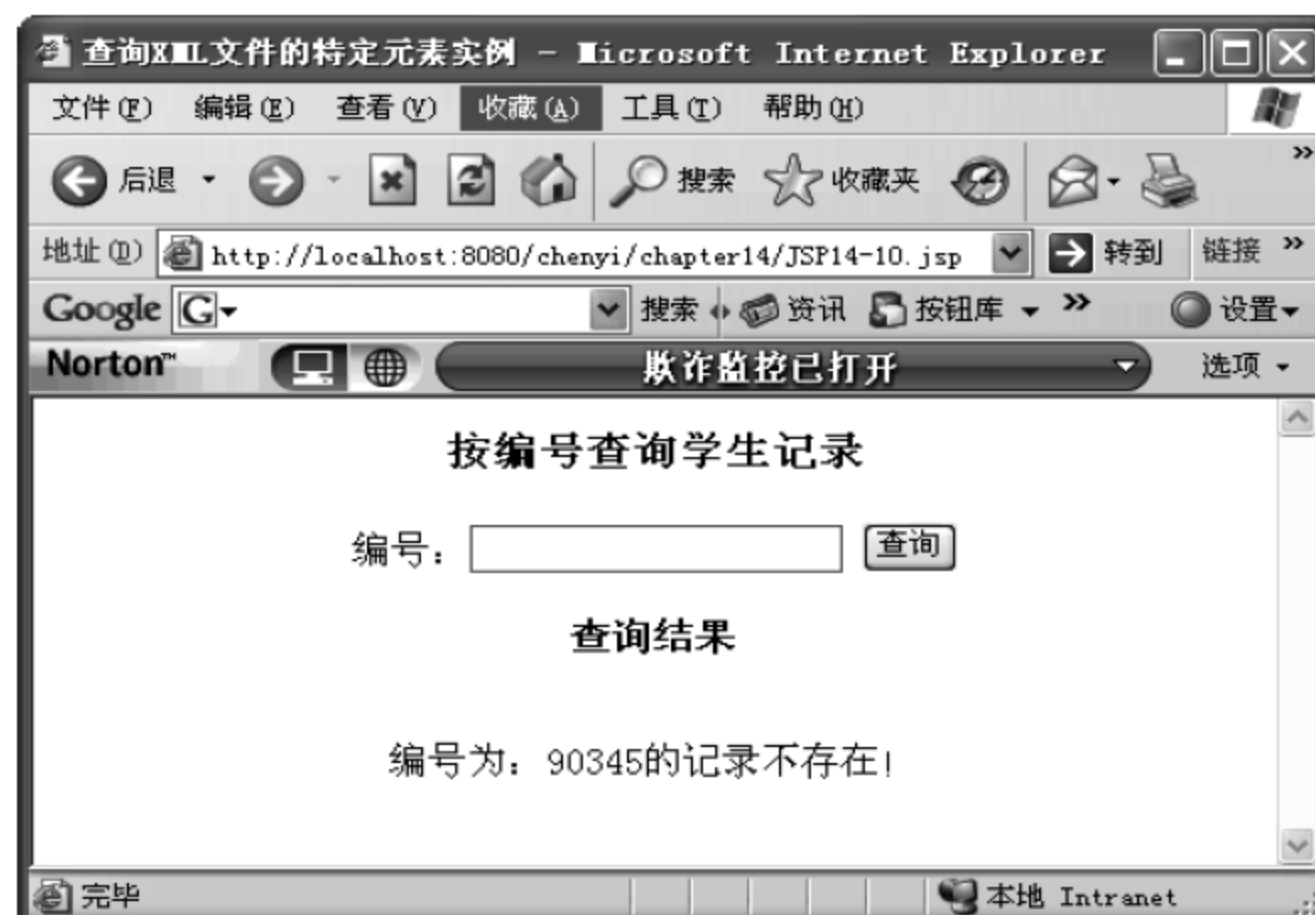 查询XML文件的特定元素实例 - Microsoft Internet Explorer
文件(F) 编辑(E) 查看(V) 收藏(A) 工具(T) 帮助(H)
后退 搜索 收藏夹 »
地址(D) http://localhost:8080/chenyi/chapter14/JSP14-10.jsp 转到 链接 »
Google G 搜索 资讯 按钮库 » 设置
Norton™ 欺诈监控已打开 选项
按编号查询学生记录
编号： 查询
查询结果
编号为：90345的记录不存在!
完毕 本地 Intranet